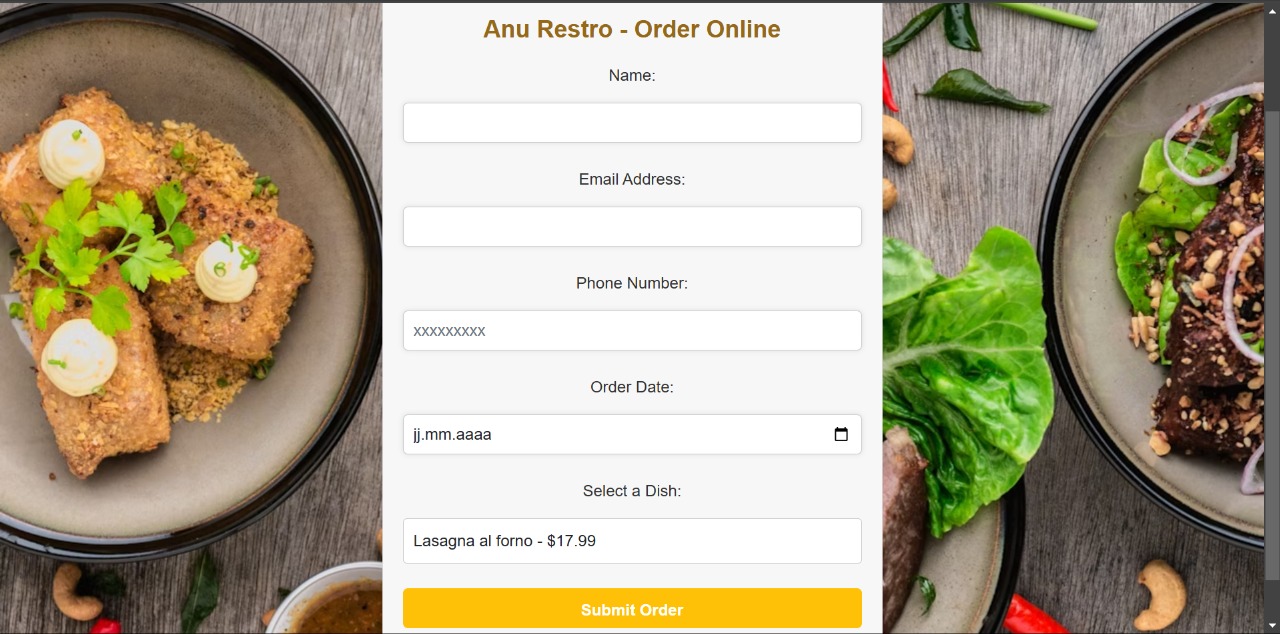 Anu Restro - Order Online
Name:
Email Address:
Phone Number:
xxxxxxxxx
Order Date:
jj.mm.aaaa
Select a Dish:
Lasagna al forno - $17.99
Submit Order